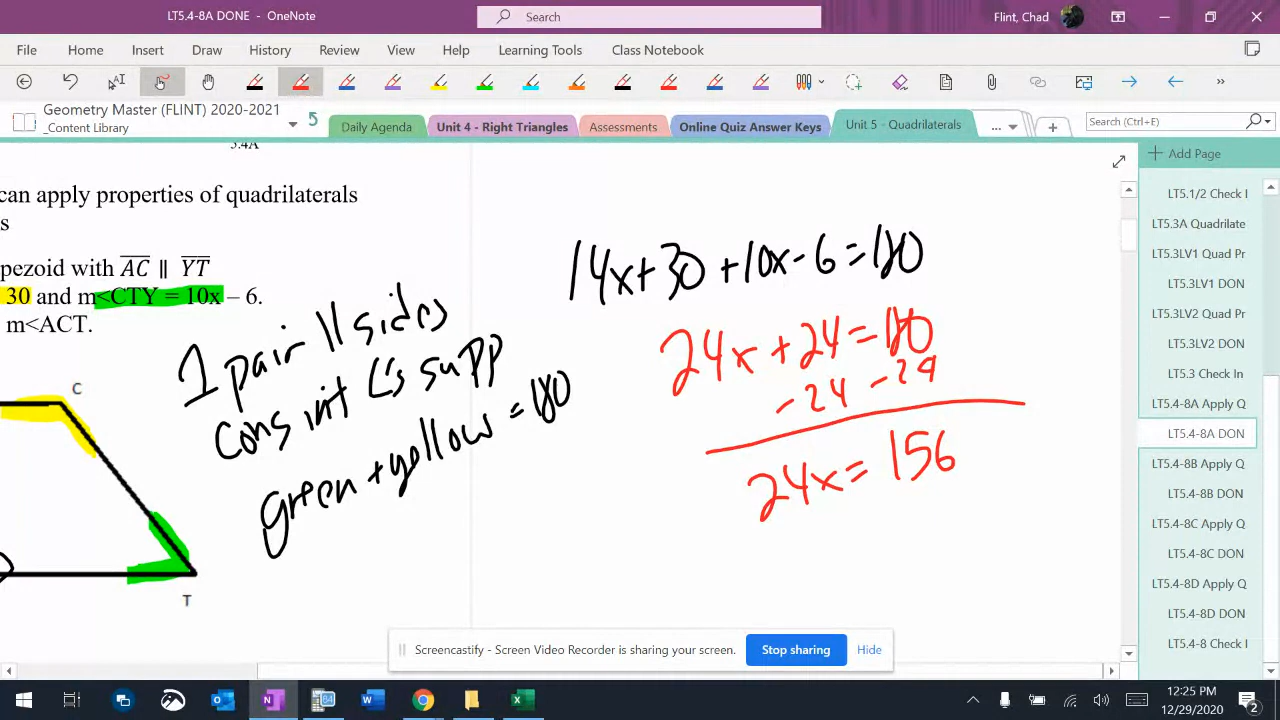 LT5.4-8A DONE - OneNote
Search
Flint, Chad
File Home Insert Draw History Review View Help Learning Tools Class Notebook
Geometry Master (FLINT) 2020-2021
_Content Library
Daily Agenda
Unit 4 - Right Triangles
Assessments
Online Quiz Answer Keys
Unit 5 - Quadrilaterals
...
Search (Ctrl+E)
5.4A
can apply properties of quadrilaterals
s
pezoid with AC || YT
30 and m<CTY = 10x – 6.
m<ACT.
C
T
1 pair || sides
cons int ∠'s supp
green + yellow = 180
14x + 30 + 10x - 6 = 180
24x + 24 = 180
- 24 - 24
24x = 156
Add Page
LT5.1/2 Check I
LT5.3A Quadrilate
LT5.3LV1 Quad Pr
LT5.3LV1 DON
LT5.3LV2 Quad Pr
LT5.3LV2 DON
LT5.3 Check In
LT5.4-8A Apply Q
LT5.4-8A DON
LT5.4-8B Apply Q
LT5.4-8B DON
LT5.4-8C Apply Q
LT5.4-8C DON
LT5.4-8D Apply Q
LT5.4-8D DON
LT5.4-8 Check I
Screencastify - Screen Video Recorder is sharing your screen.
Stop sharing
Hide
12:25 PM
12/29/2020
2